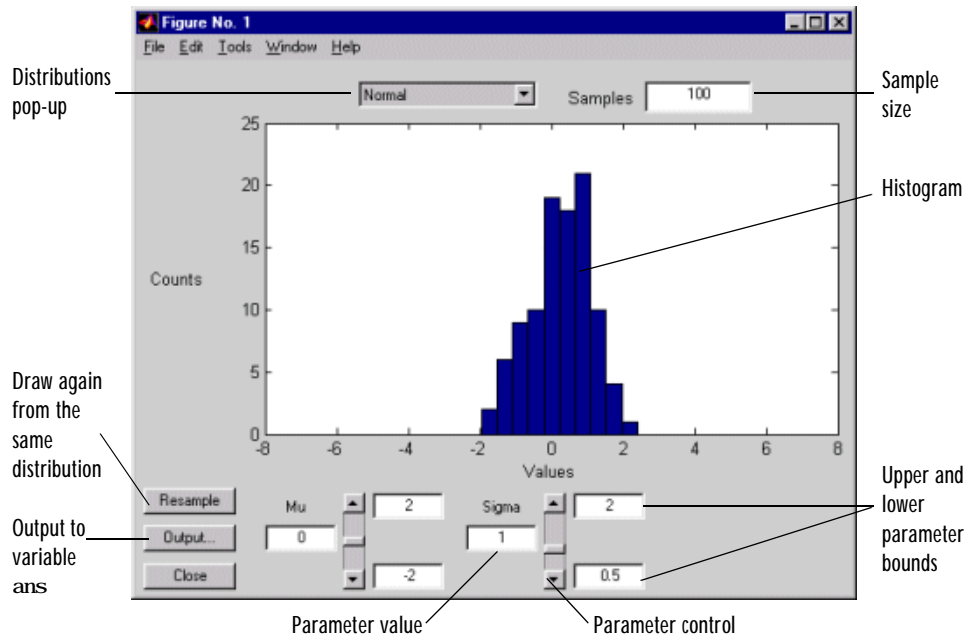 Figure No. 1
File Edit Tools Window Help
Distributions
pop-up
Normal
Samples
100
Sample
size
25
20
15
10
5
0
Counts
Histogram
-8 -6 -4 -2 0 2 4 6 8
Values
Draw again
from the
same
distribution
Output to
variable
ans
Resample
Output...
Close
Mu
0
2
-2
Sigma
1
2
0.5
Upper and
lower
parameter
bounds
Parameter value
Parameter control